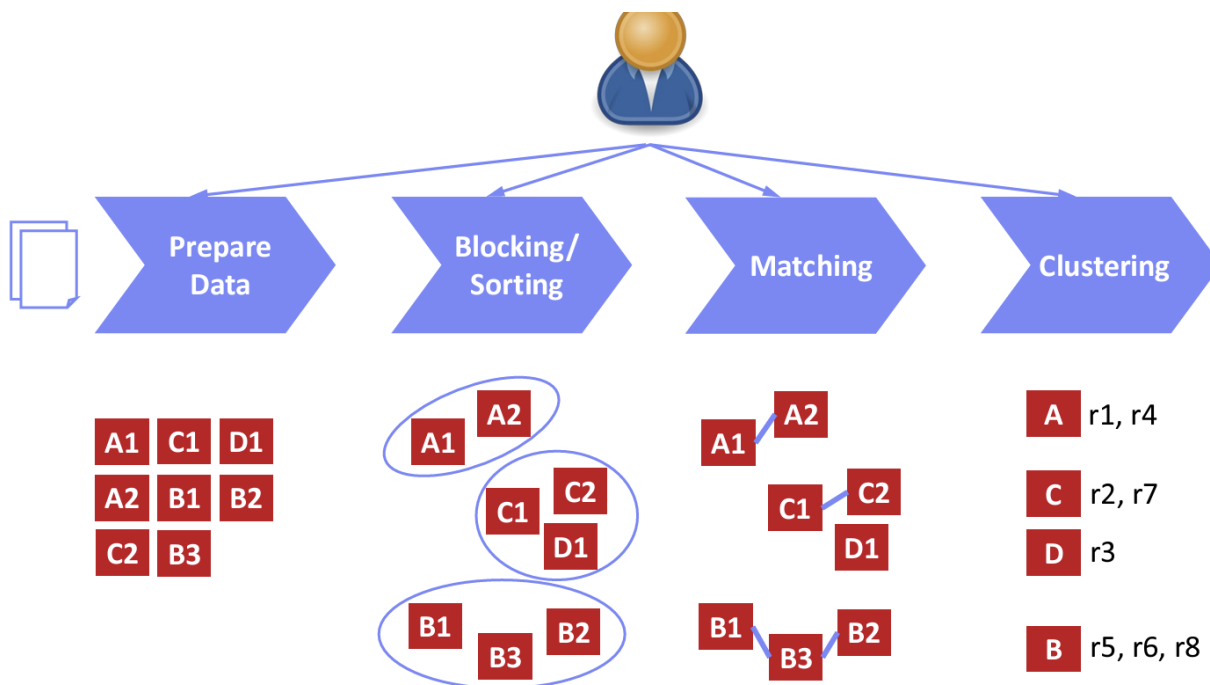 Prepare
Data
Blocking/
Sorting
Matching
Clustering
A1 C1 D1
A2 B1 B2
C2 B3
A1 A2
C1 C2
D1
B1 B2
B3
A1 A2
C1 C2
D1
B1 B2
B3
A r1, r4
C r2, r7
D r3
B r5, r6, r8